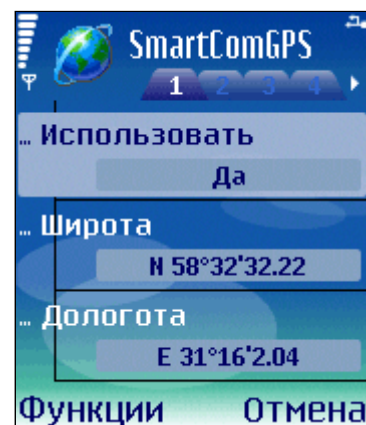 SmartComGPS
1 2 3 4
... Использовать
Да
... Широта
N 58°32'32.22
... Дологота
E 31°16'2.04
Функции Отмена